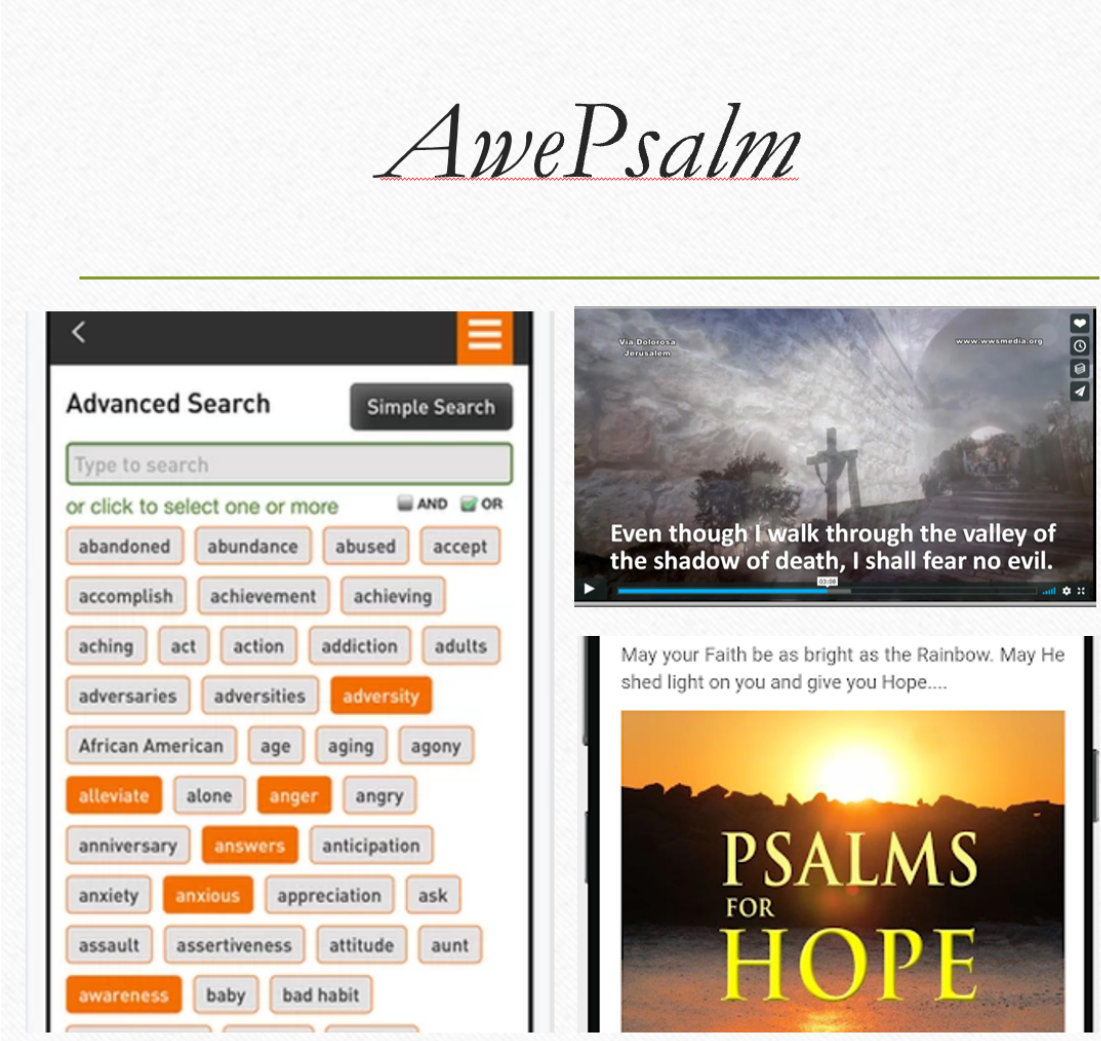 AwePsalm
Advanced Search
Simple Search
Type to search
or click to select one or more
AND OR
abandoned abundance abused accept
accomplish achievement achieving
aching act action addiction adults
adversaries adversities adversity
African American age aging agony
alleviate alone anger angry
anniversary answers anticipation
anxiety anxious appreciation ask
assault assertiveness attitude aunt
awareness baby bad habit
Via Dolorosa
Jerusalem
www.wwsmedia.org
Even though I walk through the valley of
the shadow of death, I shall fear no evil.
03:08
May your Faith be as bright as the Rainbow. May He
shed light on you and give you Hope....
PSALMS
FOR
HOPE